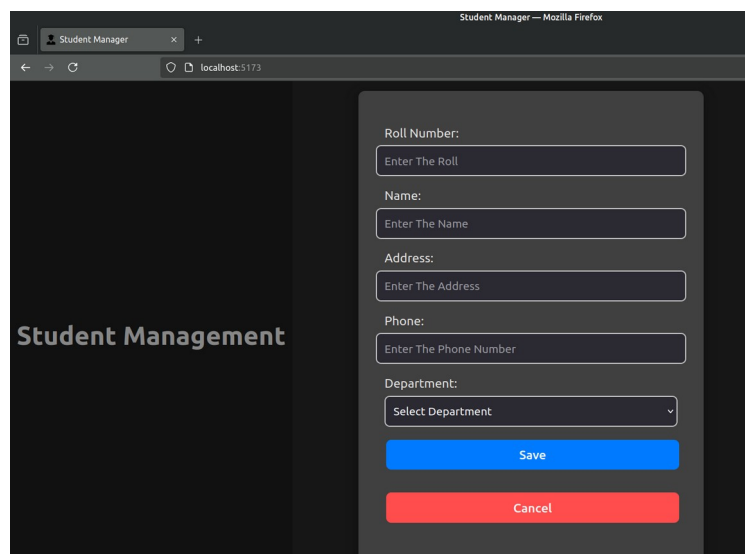 Student Manager — Mozilla Firefox
Student Manager
localhost:5173
Roll Number:
Enter The Roll
Name:
Enter The Name
Address:
Enter The Address
Student Management
Phone:
Enter The Phone Number
Department:
Select Department
Save
Cancel